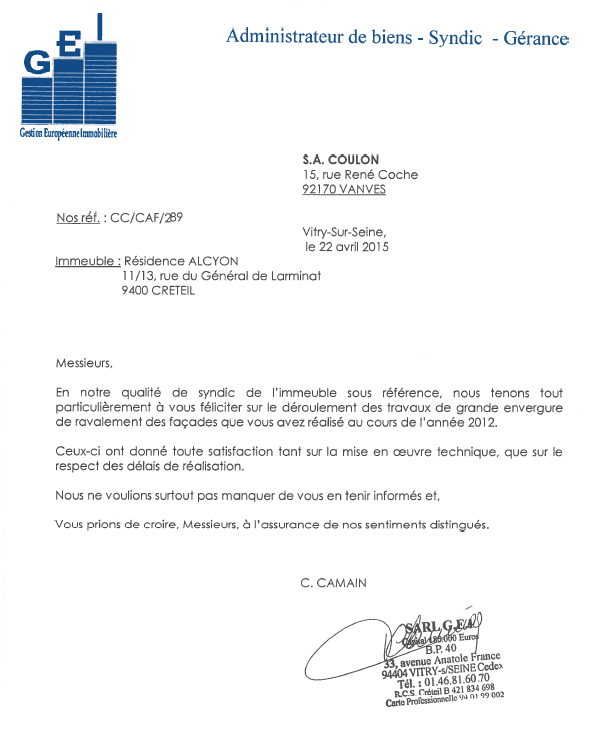 GEI
Gestion Européenne Immobilière
Administrateur de biens - Syndic - Gérance
S.A. COULON
15, rue René Coche
92170 VANVES
Nos réf. : CC/CAF/289
Vitry-Sur-Seine,
le 22 avril 2015
Immeuble : Résidence ALCYON
11/13, rue du Général de Larminat
9400 CRETEIL
Messieurs,
En notre qualité de syndic de l'immeuble sous référence, nous tenons tout
particulièrement à vous féliciter sur le déroulement des travaux de grande envergure
de ravalement des façades que vous avez réalisé au cours de l'année 2012.
Ceux-ci ont donné toute satisfaction tant sur la mise en œuvre technique, que sur le
respect des délais de réalisation.
Nous ne voulions surtout pas manquer de vous en tenir informés et,
Vous prions de croire, Messieurs, à l'assurance de nos sentiments distingués.
C. CAMAIN
SARL G.E.I.
Capital 180.000 Euros
B.P. 40
33, avenue Anatole France
94404 VITRY-s/SEINE Cedex
Tél. : 01.46.81.60.70
R.C.S. Créteil B 421 834 698
Carte Professionnelle 94 01 99 002